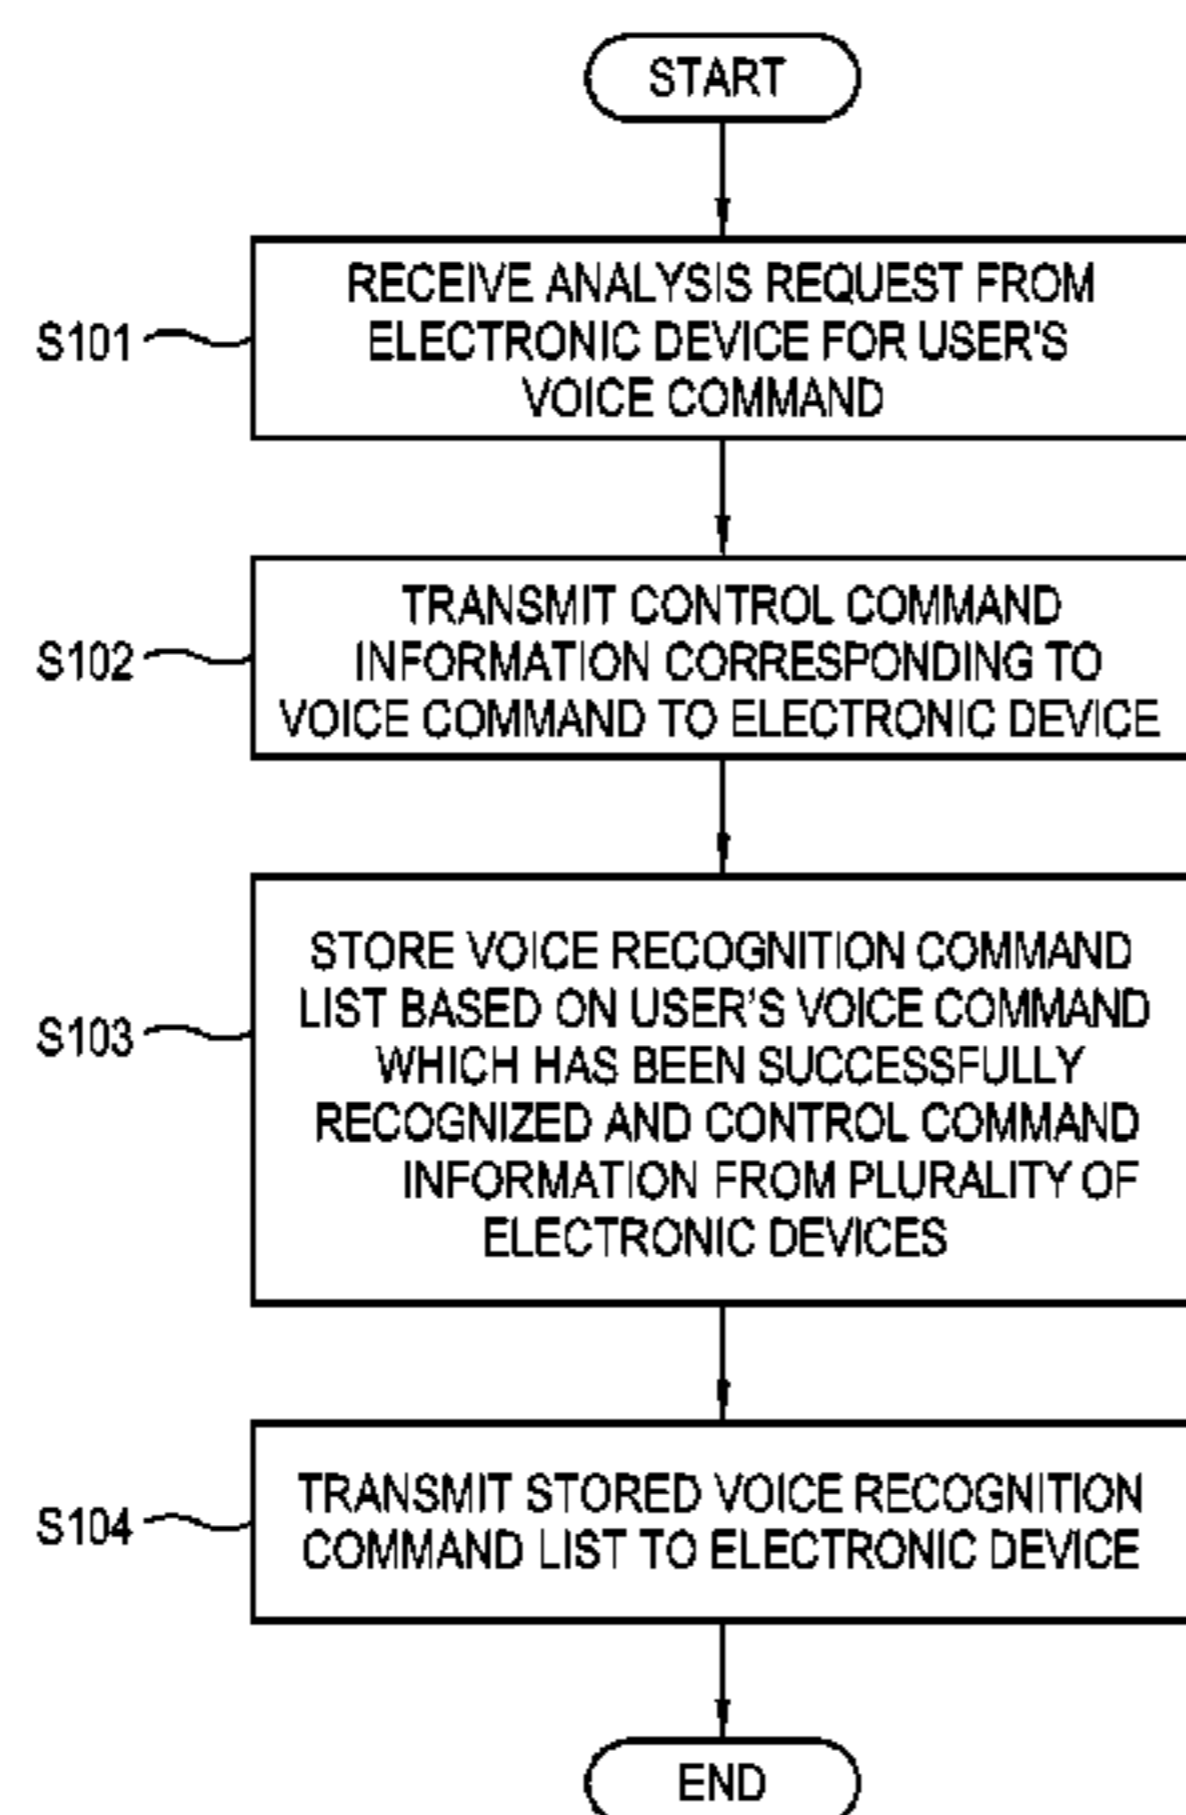 START
S101
RECEIVE ANALYSIS REQUEST FROM
ELECTRONIC DEVICE FOR USER'S
VOICE COMMAND
S102
TRANSMIT CONTROL COMMAND
INFORMATION CORRESPONDING TO
VOICE COMMAND TO ELECTRONIC DEVICE
S103
STORE VOICE RECOGNITION COMMAND
LIST BASED ON USER’S VOICE COMMAND
WHICH HAS BEEN SUCCESSFULLY
RECOGNIZED AND CONTROL COMMAND
INFORMATION FROM PLURALITY OF
ELECTRONIC DEVICES
S104
TRANSMIT STORED VOICE RECOGNITION
COMMAND LIST TO ELECTRONIC DEVICE
END